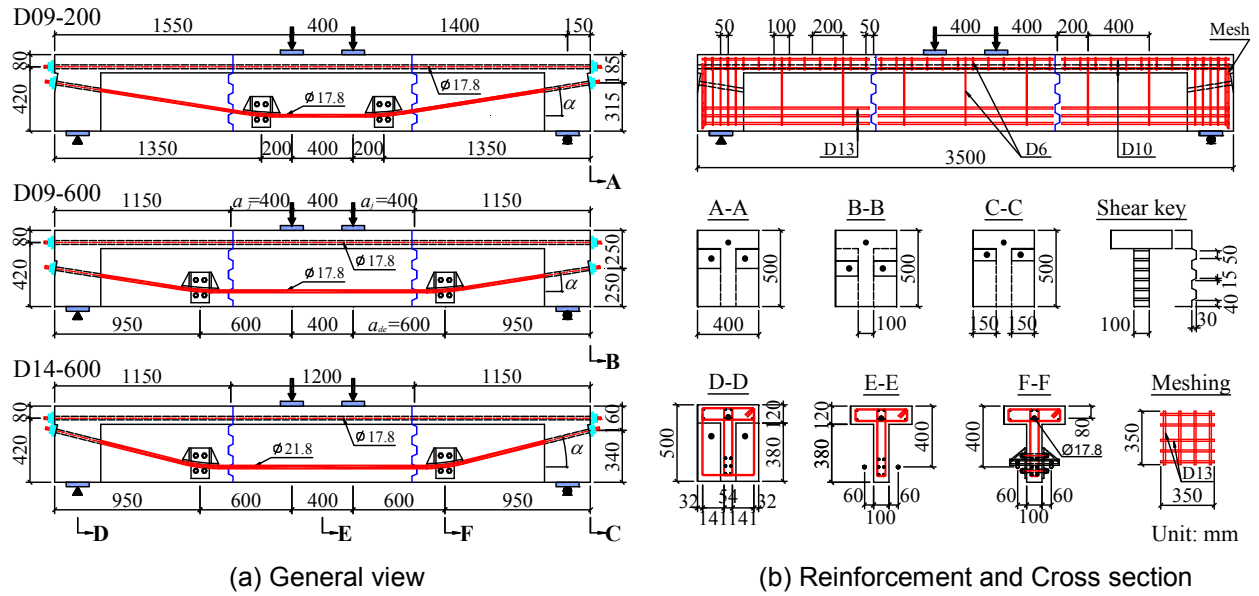 D09-200
1550 400 1400 150
80 420
Ø17.8
Ø17.8
α
85 315
1350 200 400 200 1350
A
D09-600
1150 a_j=400 400 a_j=400 1150
80 420
Ø17.8
α
250 250
950 600 400 a_de=600 950
B
D14-600
1150 1200 1150
80 420
Ø17.8
Ø21.8
α
60 340
950 600 400 600 950
D E F C
(a) General view
50 100 200 50 400 400 200 400
Mesh
D13 D6 D10
3500
A-A B-B C-C Shear key
500 500 500
400 100 150 150
100 30
50 15 40
D-D E-E F-F Meshing
500 120 380
32 54 32
141 141
120 380 400
60 60
100
400 80
Ø17.8
60 60
100
350
D13
350
Unit: mm
(b) Reinforcement and Cross section